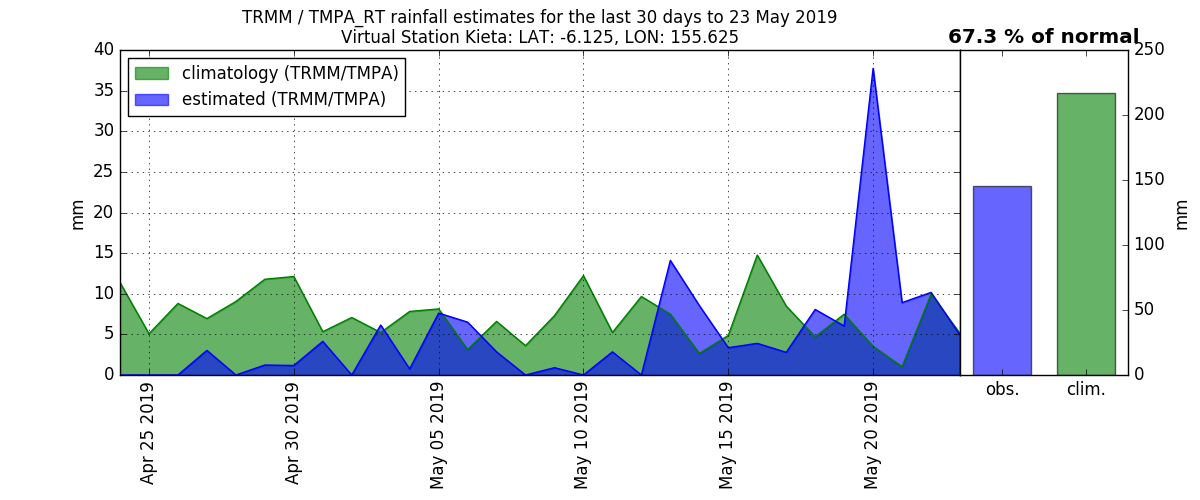 TRMM / TMPA_RT rainfall estimates for the last 30 days to 23 May 2019
Virtual Station Kieta: LAT: -6.125, LON: 155.625
67.3 % of normal
climatology (TRMM/TMPA)
estimated (TRMM/TMPA)
mm
40
35
30
25
20
15
10
5
0
Apr 25 2019
Apr 30 2019
May 05 2019
May 10 2019
May 15 2019
May 20 2019
obs.
clim.
250
200
150
100
50
0
mm